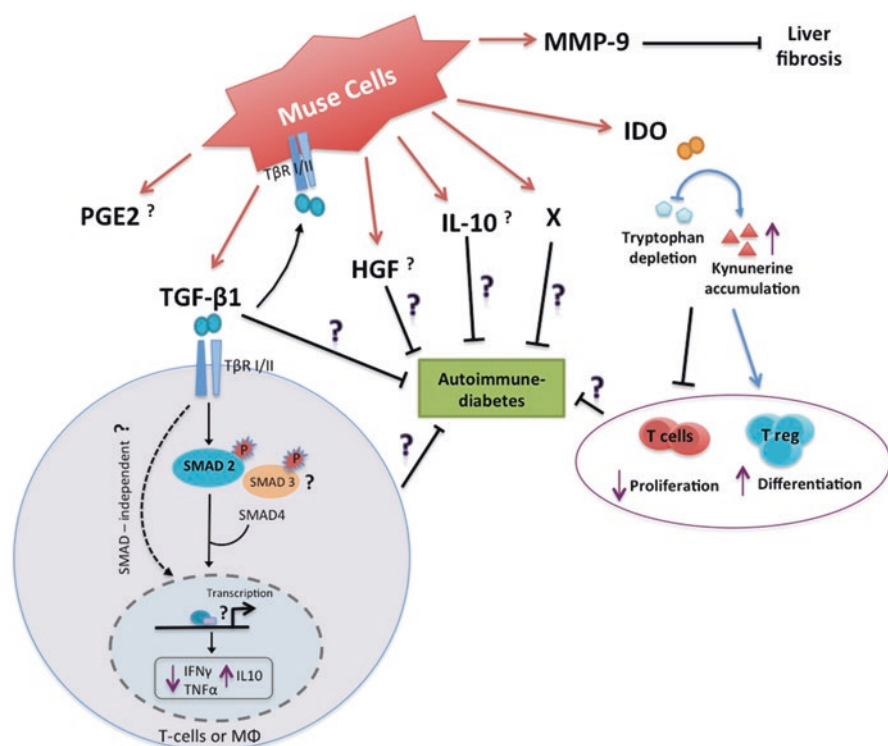 MMP-9
Liver
fibrosis
Muse Cells
IDO
TβR I/II
PGE2 ?
IL-10 ?
X
Tryptophan
depletion
Kynunerine
accumulation
HGF ?
TGF-β1
?
?
?
?
TβR I/II
Autoimmune-
diabetes
?
?
T cells
T reg
Proliferation
Differentiation
SMAD – independent ?
P
SMAD 2
P
SMAD 3
?
SMAD4
Transcription
?
IFNγ
TNFα
IL10
T-cells or MΦ